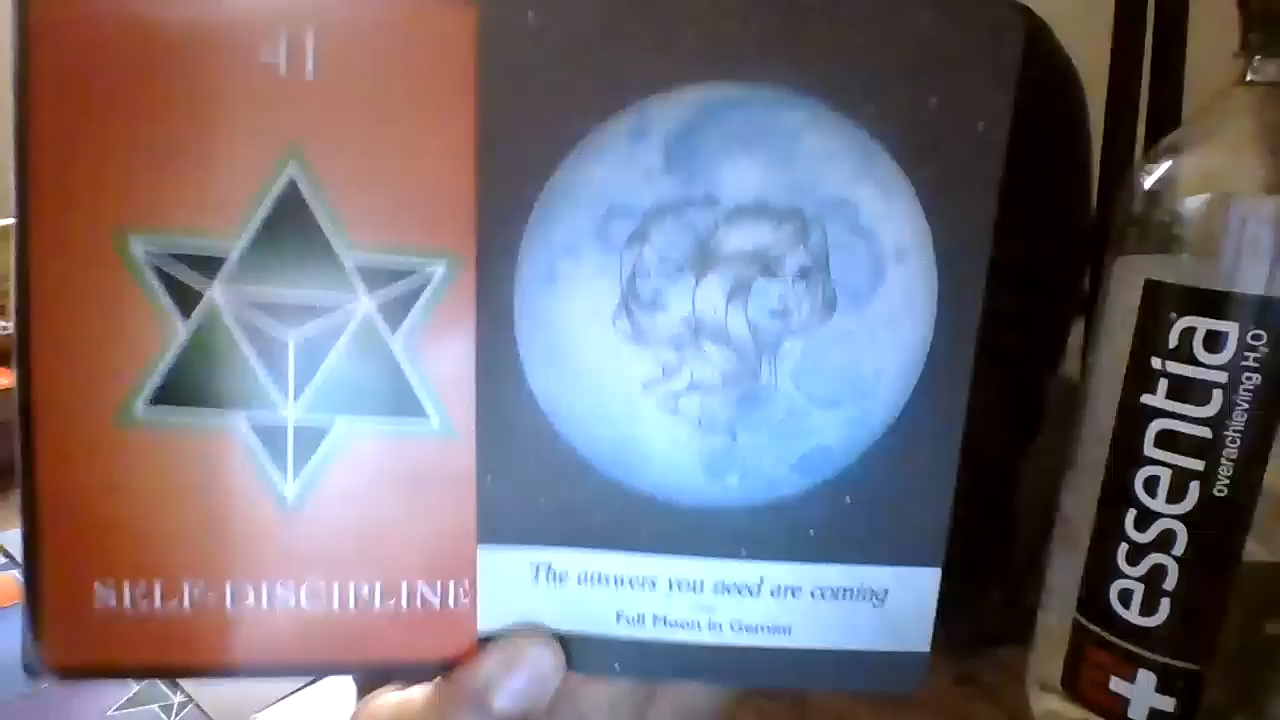 41
SELF-DISCIPLINE
The answers you need are coming
Full Moon in Gemini
essentia
overachieving H₂O